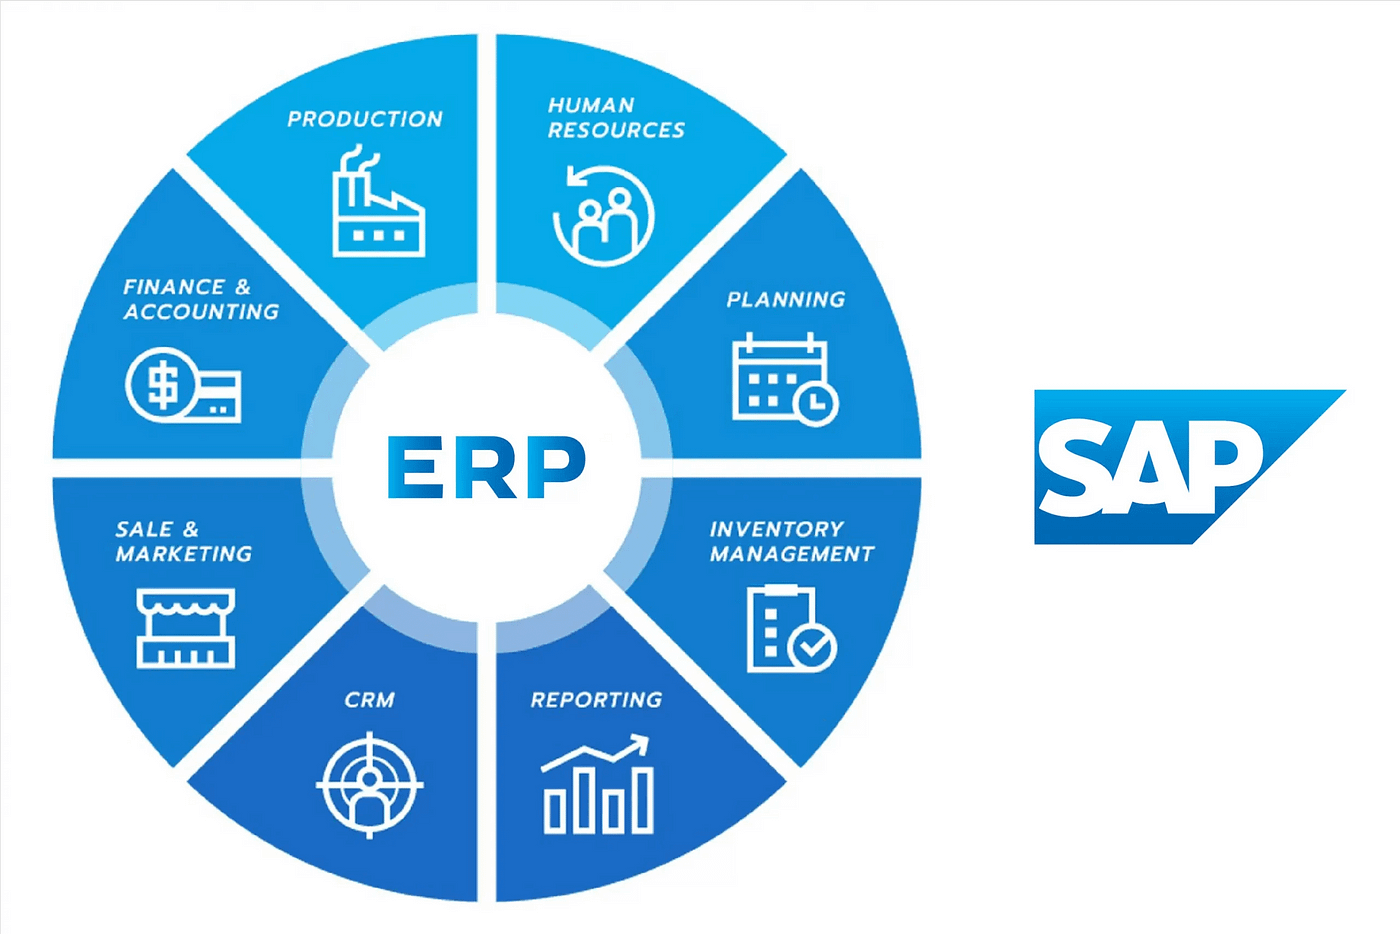 PRODUCTION
HUMAN
RESOURCES
FINANCE &
ACCOUNTING
PLANNING
ERP
SAP
SALE &
MARKETING
INVENTORY
MANAGEMENT
CRM
REPORTING